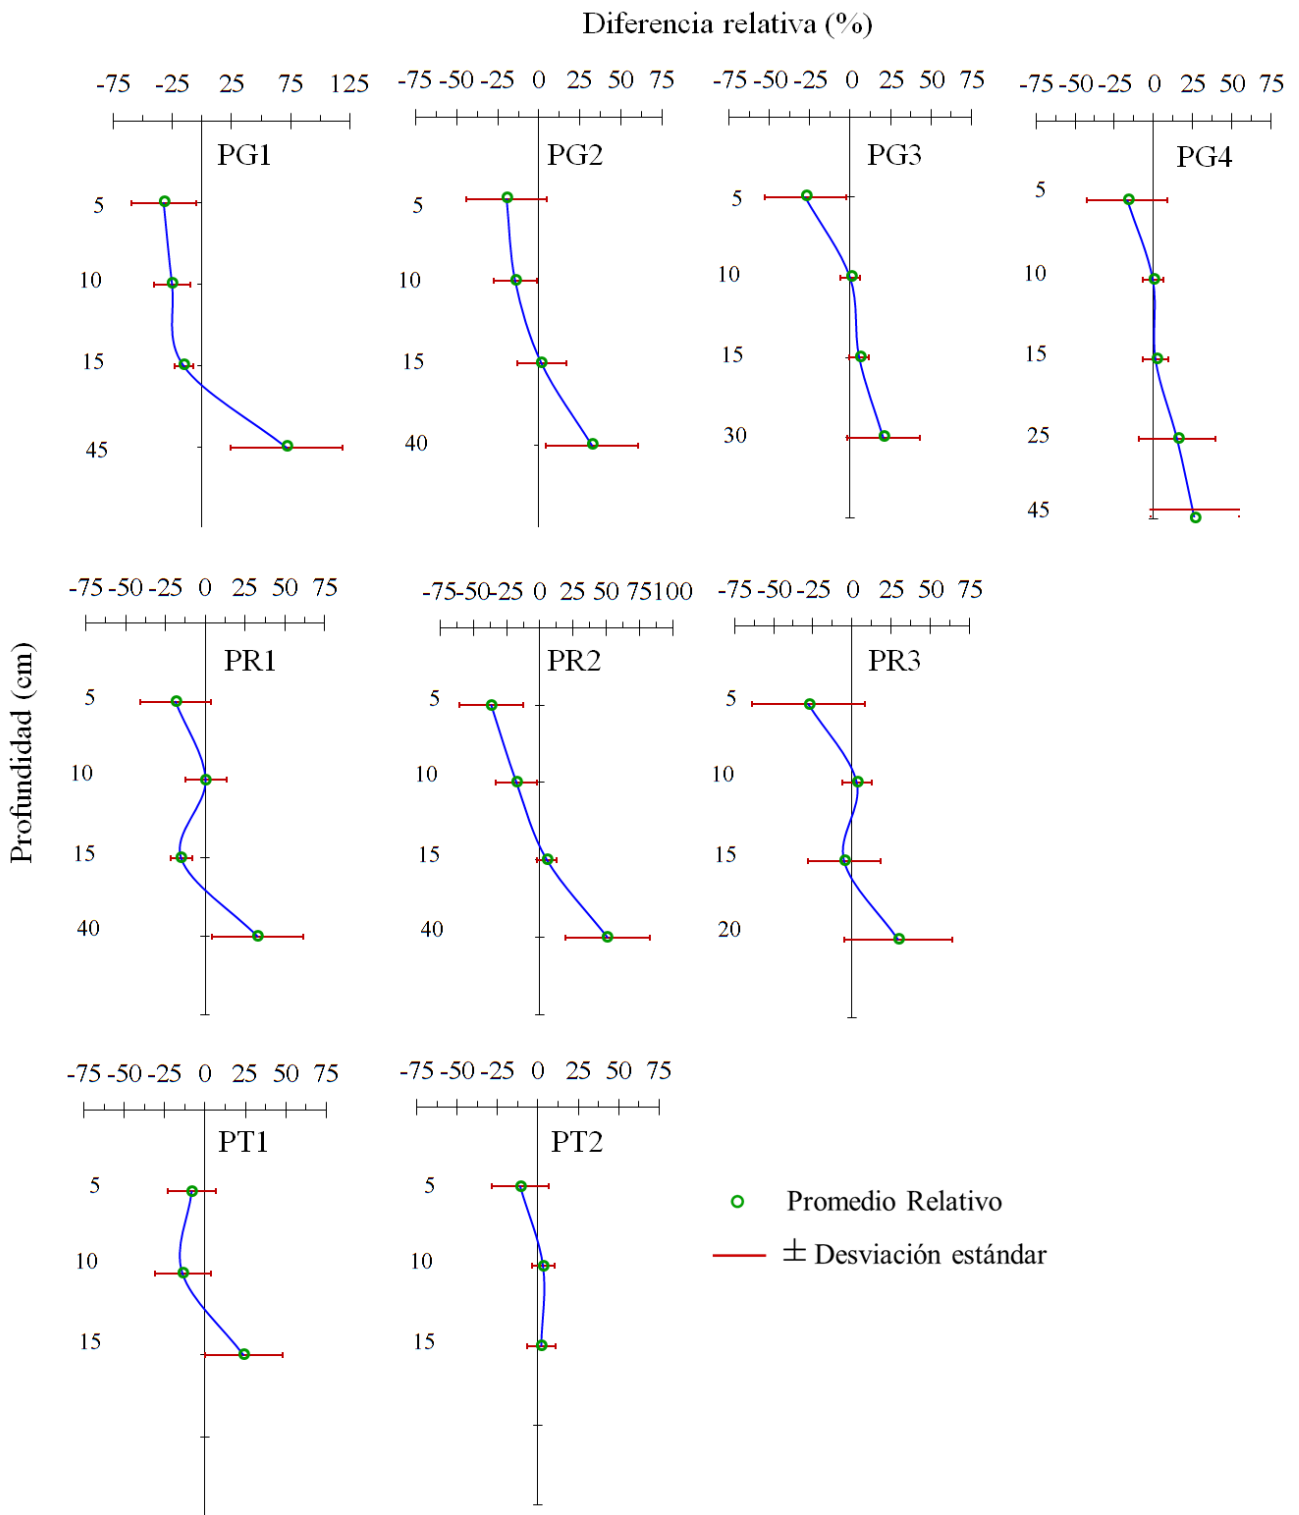 Diferencia relativa (%)
-75 -25 25 75 125
-75 -50 -25 0 25 50 75
-75 -50 -25 0 25 50 75
-75 -50 -25 0 25 50 75
PG1
PG2
PG3
PG4
5
10
15
45
5
10
15
40
5
10
15
30
5
10
15
25
45
Profundidad (cm)
-75 -50 -25 0 25 50 75
-75 -50 -25 0 25 50 75 100
-75 -50 -25 0 25 50 75
PR1
PR2
PR3
5
10
15
40
5
10
15
40
5
10
15
20
-75 -50 -25 0 25 50 75
-75 -50 -25 0 25 50 75
PT1
PT2
5
10
15
5
10
15
Promedio Relativo
± Desviación estándar